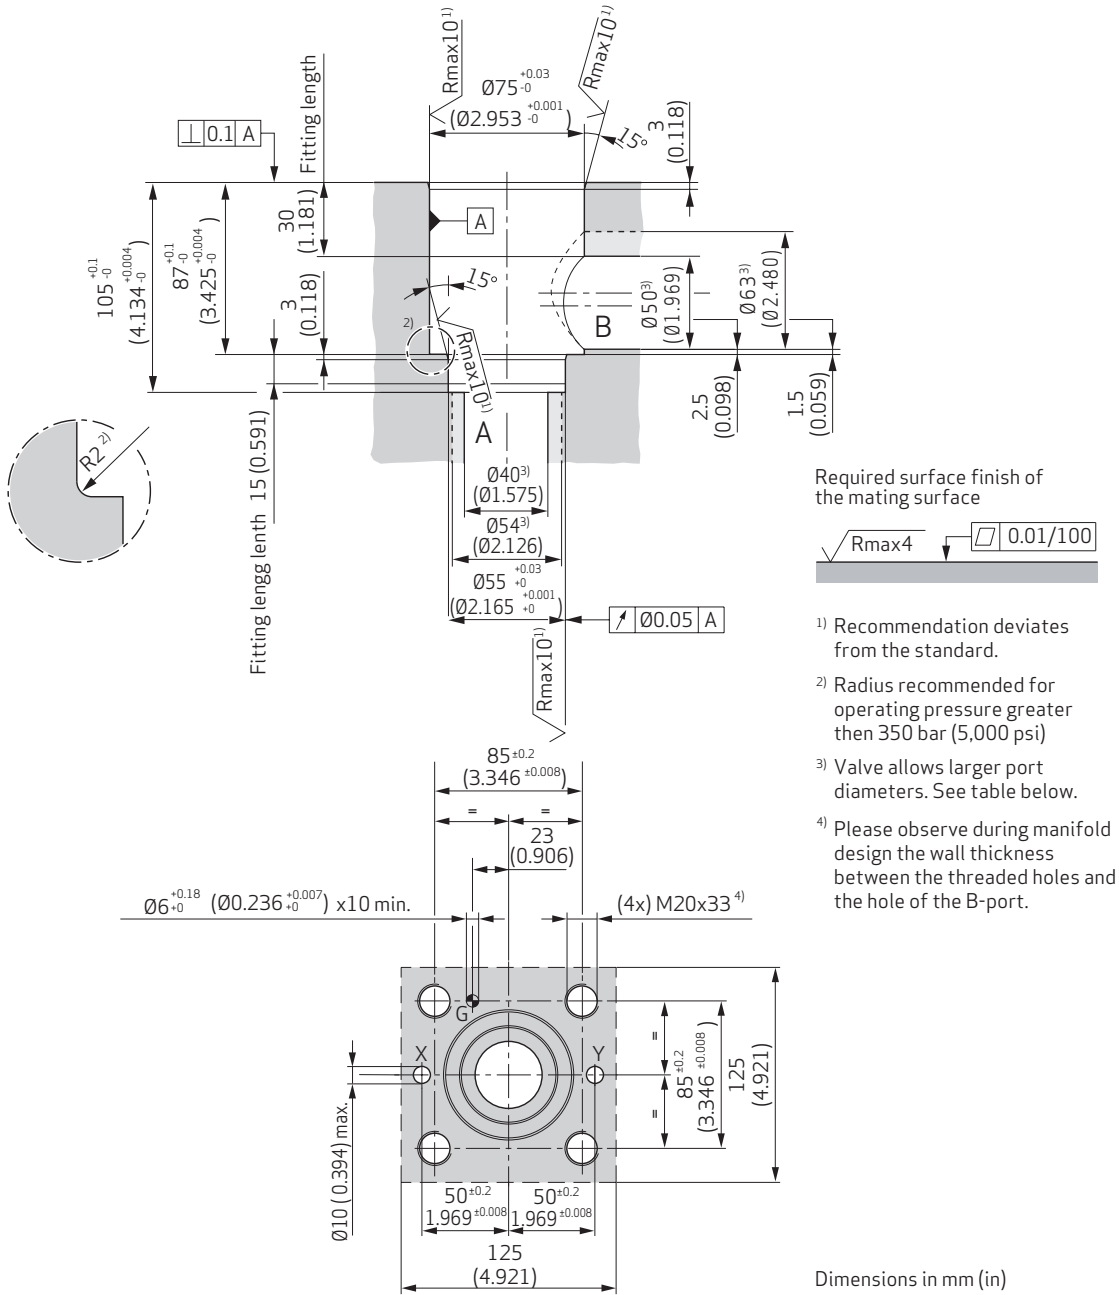 Rmax10 1)
Rmax10 1)
Fitting length
Ø75 +0.03 -0
(Ø2.953 +0.001 -0 )
15°
3
(0.118)
⊥ 0.1 A
30
(1.181)
A
105 +0.1 -0
(4.134 +0.004 -0 )
87 +0.1 -0
(3.425 +0.004 -0 )
3
(0.118)
15°
2)
Rmax10 1)
B
Ø50 3)
(Ø1.969)
Ø63 3)
(Ø2.480)
2.5
(0.098)
1.5
(0.059)
A
R2 2)
Fitting lengg lenth 15 (0.591)
Ø40 3)
(Ø1.575)
Ø54 3)
(Ø2.126)
Ø55 +0.03 +0
(Ø2.165 +0.001 +0 )
Ø0.05 A
Rmax10 1)
Required surface finish of
the mating surface
Rmax4
0.01/100
1) Recommendation deviates
from the standard.
2) Radius recommended for
operating pressure greater
then 350 bar (5,000 psi)
3) Valve allows larger port
diameters. See table below.
4) Please observe during manifold
design the wall thickness
between the threaded holes and
the hole of the B-port.
85 ±0.2
(3.346 ±0.008)
= =
23
(0.906)
Ø6 +0.18 +0 (Ø0.236 +0.007 +0 ) x10 min.
(4x) M20x33 4)
G
X
Y
=
=
85 ±0.2
(3.346 ±0.008 )
125
(4.921)
Ø10 ( 0.394) max.
50 ±0.2 50 ±0.2
1.969 ±0.008 1.969 ±0.008
125
(4.921)
Dimensions in mm (in)